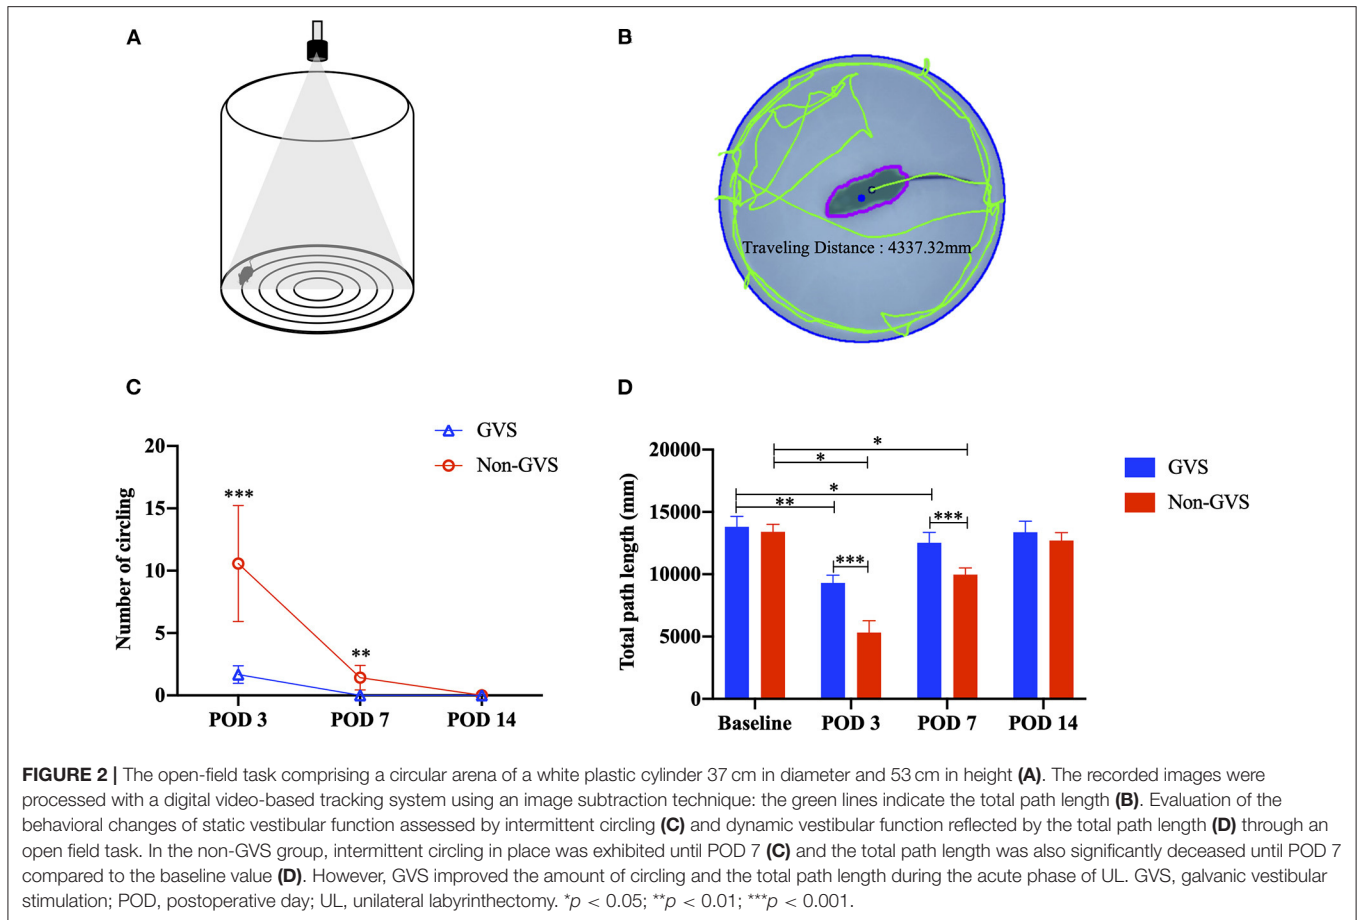 A
B
Traveling Distance : 4337.32mm
C
GVS
Non-GVS
20
15
10
5
0
Number of circling
***
**
POD 3
POD 7
POD 14
D
GVS
Non-GVS
20000
15000
10000
5000
0
Total path length (mm)
*
*
*
**
***
***
Baseline
POD 3
POD 7
POD 14
FIGURE 2 | The open-field task comprising a circular arena of a white plastic cylinder 37 cm in diameter and 53 cm in height (A). The recorded images were
processed with a digital video-based tracking system using an image subtraction technique: the green lines indicate the total path length (B). Evaluation of the
behavioral changes of static vestibular function assessed by intermittent circling (C) and dynamic vestibular function reflected by the total path length (D) through an
open field task. In the non-GVS group, intermittent circling in place was exhibited until POD 7 (C) and the total path length was also significantly deceased until POD 7
compared to the baseline value (D). However, GVS improved the amount of circling and the total path length during the acute phase of UL. GVS, galvanic vestibular
stimulation; POD, postoperative day; UL, unilateral labyrinthectomy. *p < 0.05; **p < 0.01; ***p < 0.001.